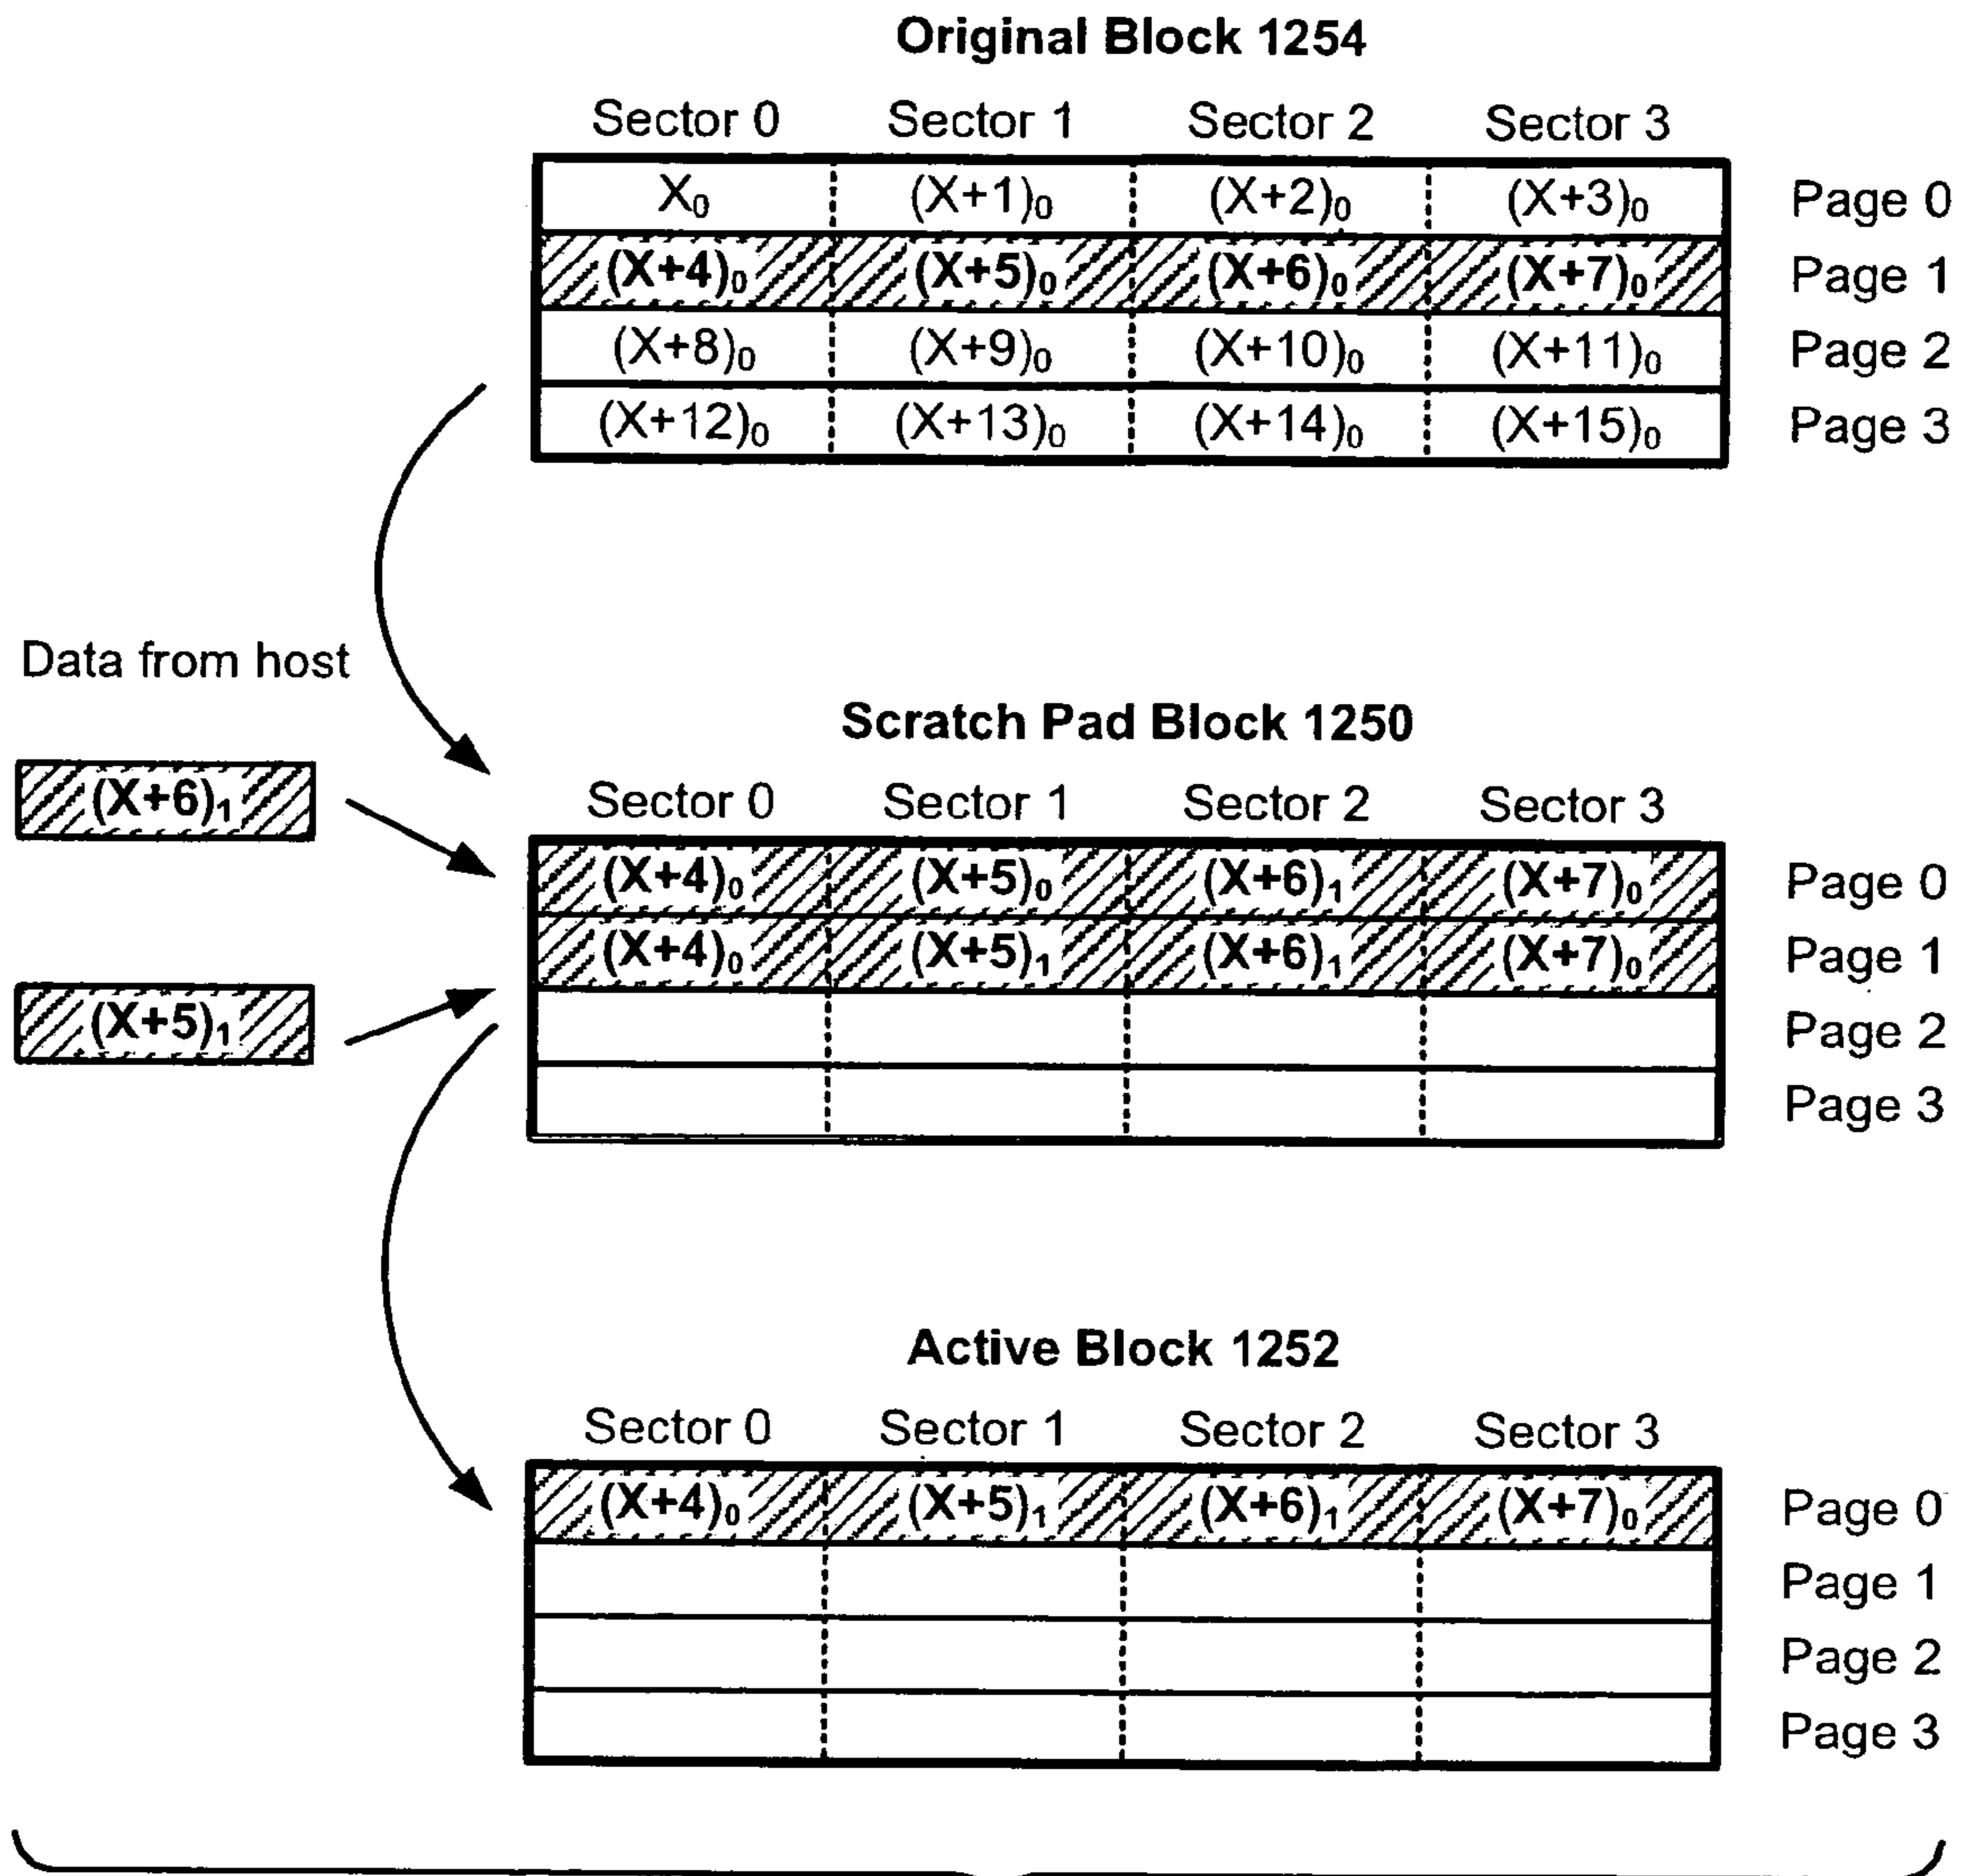 Original Block 1254
Sector 0 Sector 1 Sector 2 Sector 3
X₀ (X+1)₀ (X+2)₀ (X+3)₀ Page 0
(X+4)₀ (X+5)₀ (X+6)₀ (X+7)₀ Page 1
(X+8)₀ (X+9)₀ (X+10)₀ (X+11)₀ Page 2
(X+12)₀ (X+13)₀ (X+14)₀ (X+15)₀ Page 3
Data from host
Scratch Pad Block 1250
Sector 0 Sector 1 Sector 2 Sector 3
(X+6)₁
(X+4)₀ (X+5)₀ (X+6)₁ (X+7)₀ Page 0
(X+4)₀ (X+5)₁ (X+6)₁ (X+7)₀ Page 1
(X+5)₁
Page 2
Page 3
Active Block 1252
Sector 0 Sector 1 Sector 2 Sector 3
(X+4)₀ (X+5)₁ (X+6)₁ (X+7)₀ Page 0
Page 1
Page 2
Page 3